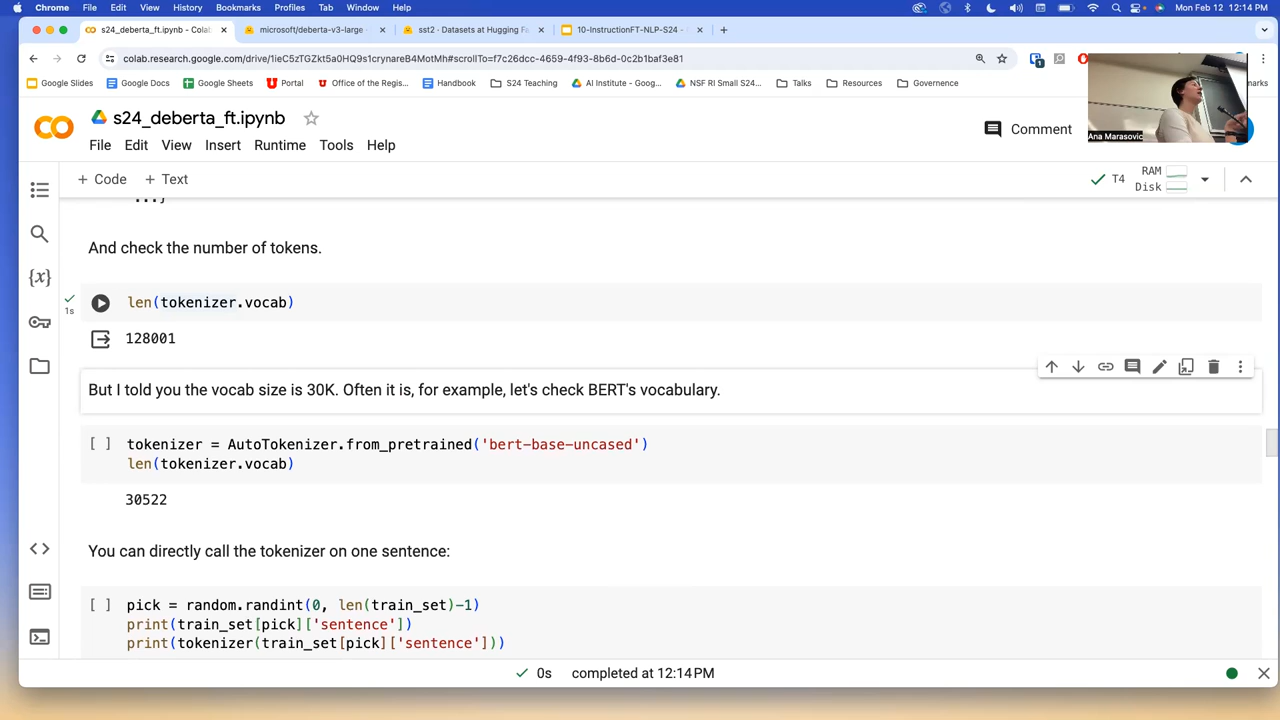 Chrome File Edit View History Bookmarks Profiles Tab Window Help Mon Feb 12 12:14 PM
s24_deberta_ft.ipynb - Colab
microsoft/deberta-v3-large
sst2 · Datasets at Hugging Fa
10-InstructionFT-NLP-S24
colab.research.google.com/drive/1ieC5zTGZkt5a0HQ9s1crynareB4MotMh#scrollTo=f7c26dcc-4659-4f93-8b6d-0c2b1baf3e81
Google Slides Google Docs Google Sheets Portal Office of the Regis... Handbook S24 Teaching AI Institute - Goog... NSF RI Small S24... Talks Resources Governence
Ana Marasovic
s24_deberta_ft.ipynb
Comment
File Edit View Insert Runtime Tools Help
+ Code + Text
T4 RAM
Disk
And check the number of tokens.
len(tokenizer.vocab)
1s
128001
But I told you the vocab size is 30K. Often it is, for example, let's check BERT's vocabulary.
[ ] tokenizer = AutoTokenizer.from_pretrained('bert-base-uncased')
len(tokenizer.vocab)
30522
You can directly call the tokenizer on one sentence:
[ ] pick = random.randint(0, len(train_set)-1)
print(train_set[pick]['sentence'])
print(tokenizer(train_set[pick]['sentence']))
0s completed at 12:14 PM